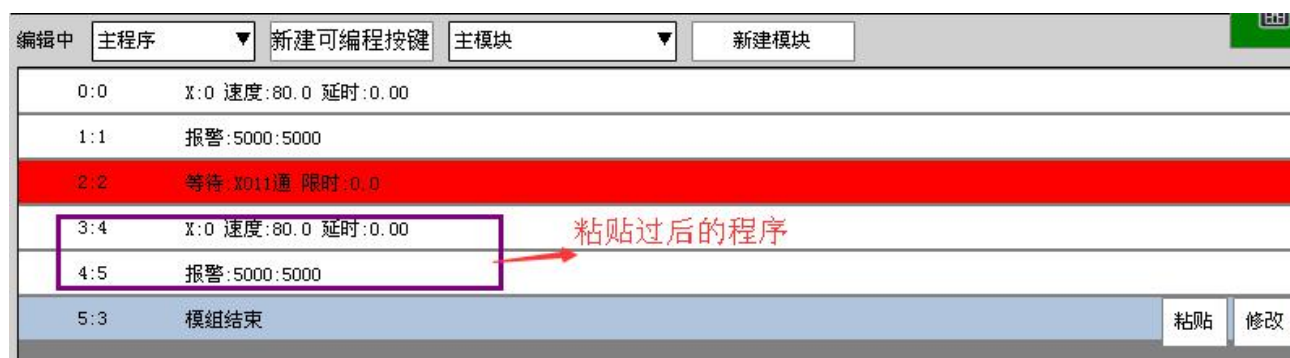 编辑中 主程序 新建可编程按键 主模块 新建模块
0:0 X:0 速度:80.0 延时:0.00
1:1 报警:5000:5000
2:2 等待:X011通 限时:0.0
3:4 X:0 速度:80.0 延时:0.00 粘贴过后的程序
4:5 报警:5000:5000
5:3 模组结束 粘贴 修改